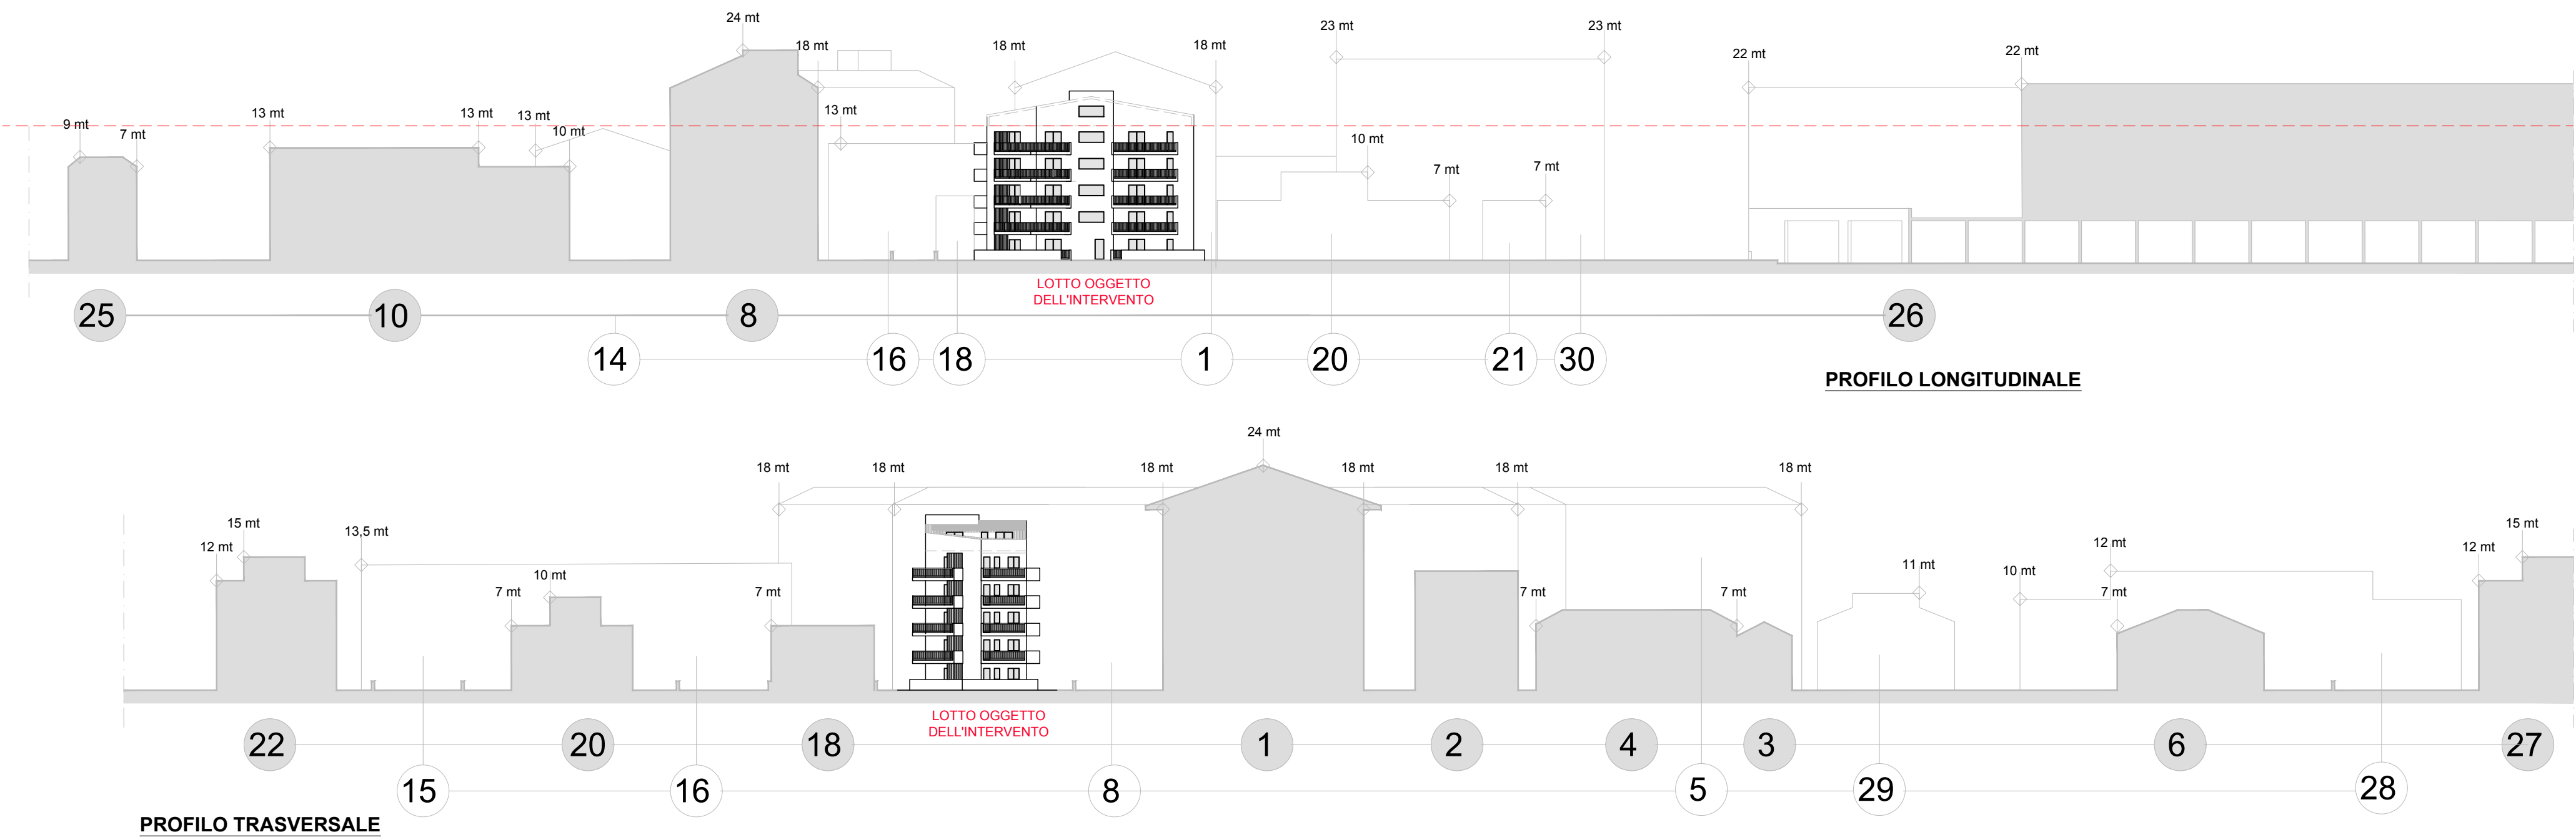 24 mt
18 mt
18 mt
18 mt
23 mt
23 mt
22 mt
22 mt
9 mt
7 mt
13 mt
13 mt
13 mt
10 mt
13 mt
10 mt
7 mt
7 mt
LOTTO OGGETTO
DELL'INTERVENTO
25
10
8
26
14
16
18
1
20
21
30
PROFILO LONGITUDINALE
24 mt
18 mt
18 mt
18 mt
18 mt
18 mt
18 mt
12 mt
15 mt
13,5 mt
7 mt
10 mt
7 mt
7 mt
7 mt
11 mt
10 mt
12 mt
7 mt
12 mt
15 mt
LOTTO OGGETTO
DELL'INTERVENTO
22
20
18
1
2
4
3
6
27
15
16
8
5
29
28
PROFILO TRASVERSALE